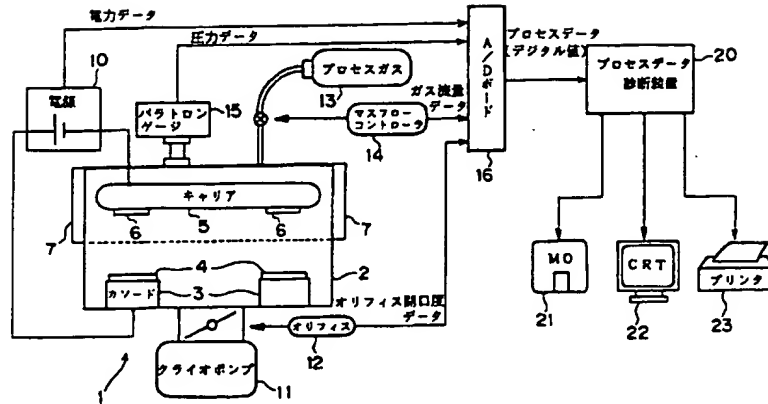 電力データ
圧力データ
10
電源
バラトロン
ゲージ
15
プロセスガス
13
ガス流量
データ
マスフロー
コントローラ
14
A/Dボード
16
プロセスデータ
(デジタル値)
20
プロセスデータ
診断装置
キャリア
6
5
6
7
7
4
2
カソード
3
オリフィス開口度
データ
オリフィス
12
クライオポンプ
11
1
MO
21
CRT
22
プリンタ
23